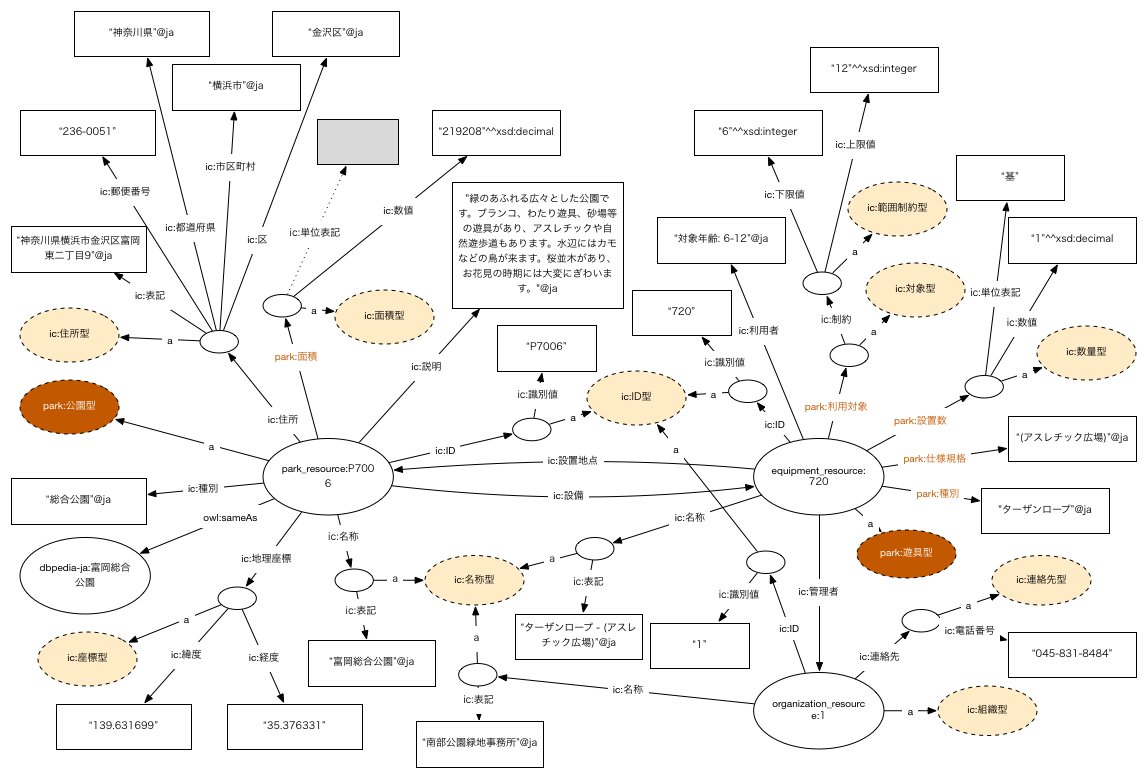 "神奈川県"@ja
"金沢区"@ja
"横浜市"@ja
"12"^^xsd:integer
"236-0051"
"219208"^^xsd:decimal
"6"^^xsd:integer
ic:上限値
ic:市区町村
ic:郵便番号
ic:数値
ic:下限値
"基"
ic:範囲制約型
"緑のあふれる広々とした公園で
す。ブランコ、わたり遊具、砂場等
の遊具があり、アスレチックや自
然遊歩道もあります。水辺にはカモ
などの鳥が来ます。桜並木があり、
お花見の時期には大変にぎわいま
す。"@ja
ic:都道府県
ic:区
ic:単位表記
"神奈川県横浜市金沢区富岡
東二丁目9"@ja
"対象年齢: 6-12"@ja
"1"^^xsd:decimal
a
ic:表記
ic:対象型
ic:単位表記
ic:住所型
a
a
ic:面積型
"720"
ic:利用者
ic:制約
a
ic:数値
ic:数量型
park:面積
ic:説明
"P7006"
ic:識別値
a
park:公園型
ic:識別値
ic:ID型
a
park:利用対象
ic:住所
a
ic:ID
park:設置数
a
ic:ID
a
"(アスレチック広場)"@ja
park:仕様規格
ic:設置地点
park_resource:P700
6
equipment_resource:
720
ic:種別
"総合公園"@ja
ic:設備
park:種別
"ターザンロープ"@ja
owl:sameAs
ic:名称
ic:名称
a
ic:地理座標
dbpedia-ja:富岡総合
公園
a
park:遊具型
ic:名称型
a
ic:表記
ic:識別値
ic:管理者
ic:連絡先型
a
a
ic:表記
"ターザンロープ - (アスレ
チック広場)"@ja
ic:ID
ic:電話番号
"1"
a
ic:座標型
ic:緯度
ic:経度
"富岡総合公園"@ja
ic:連絡先
"045-831-8484"
ic:名称
ic:表記
organization_resourc
e:1
a
ic:組織型
"139.631699"
"35.376331"
"南部公園緑地事務所"@ja